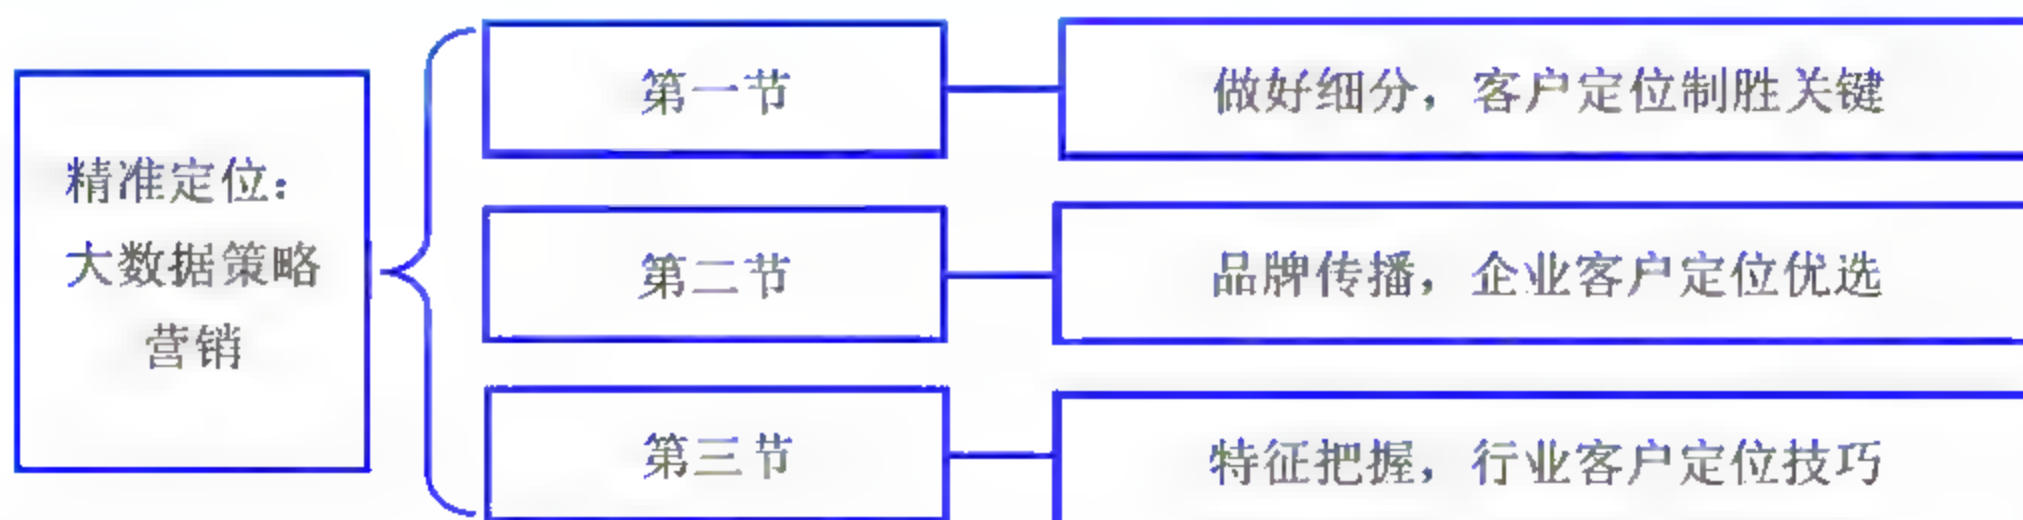 精准定位：
大数据策略
营销
第一节
做好细分，客户定位制胜关键
第二节
品牌传播，企业客户定位优选
第三节
特征把握，行业客户定位技巧